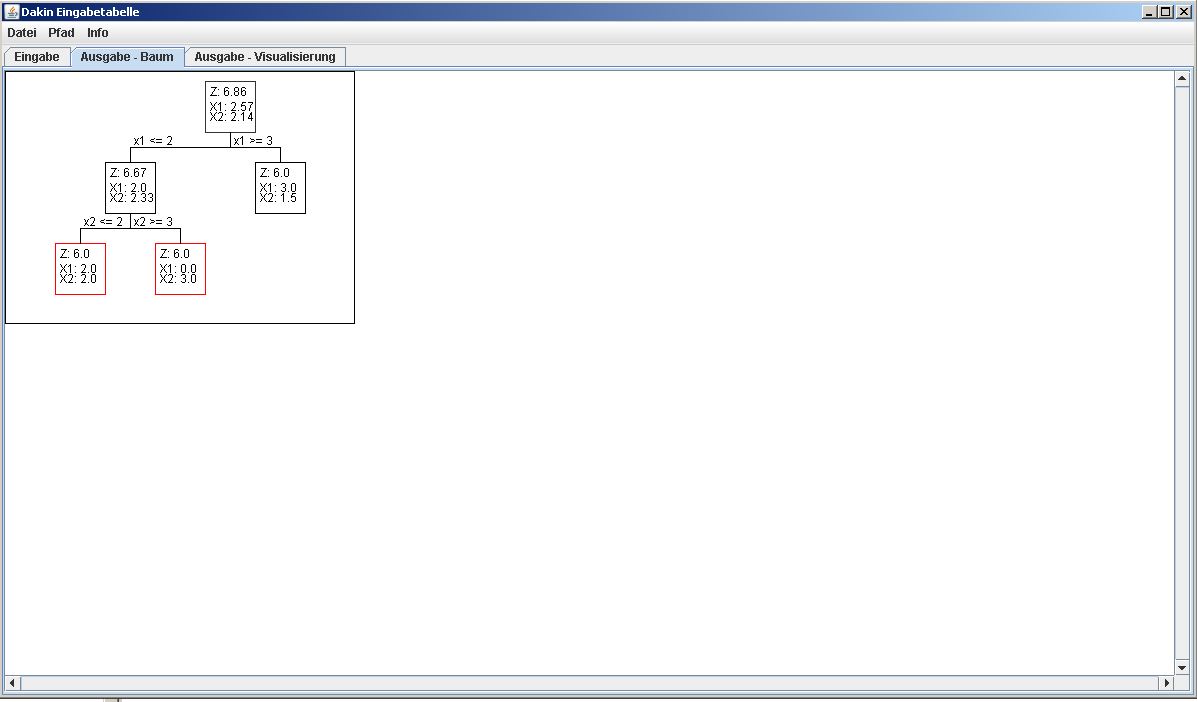 Dakin Eingabetabelle
Datei Pfad Info
Eingabe Ausgabe - Baum Ausgabe - Visualisierung
Z: 6.86
X1: 2.57
X2: 2.14
x1 <= 2 x1 >= 3
Z: 6.67
X1: 2.0
X2: 2.33
Z: 6.0
X1: 3.0
X2: 1.5
x2 <= 2 x2 >= 3
Z: 6.0
X1: 2.0
X2: 2.0
Z: 6.0
X1: 0.0
X2: 3.0